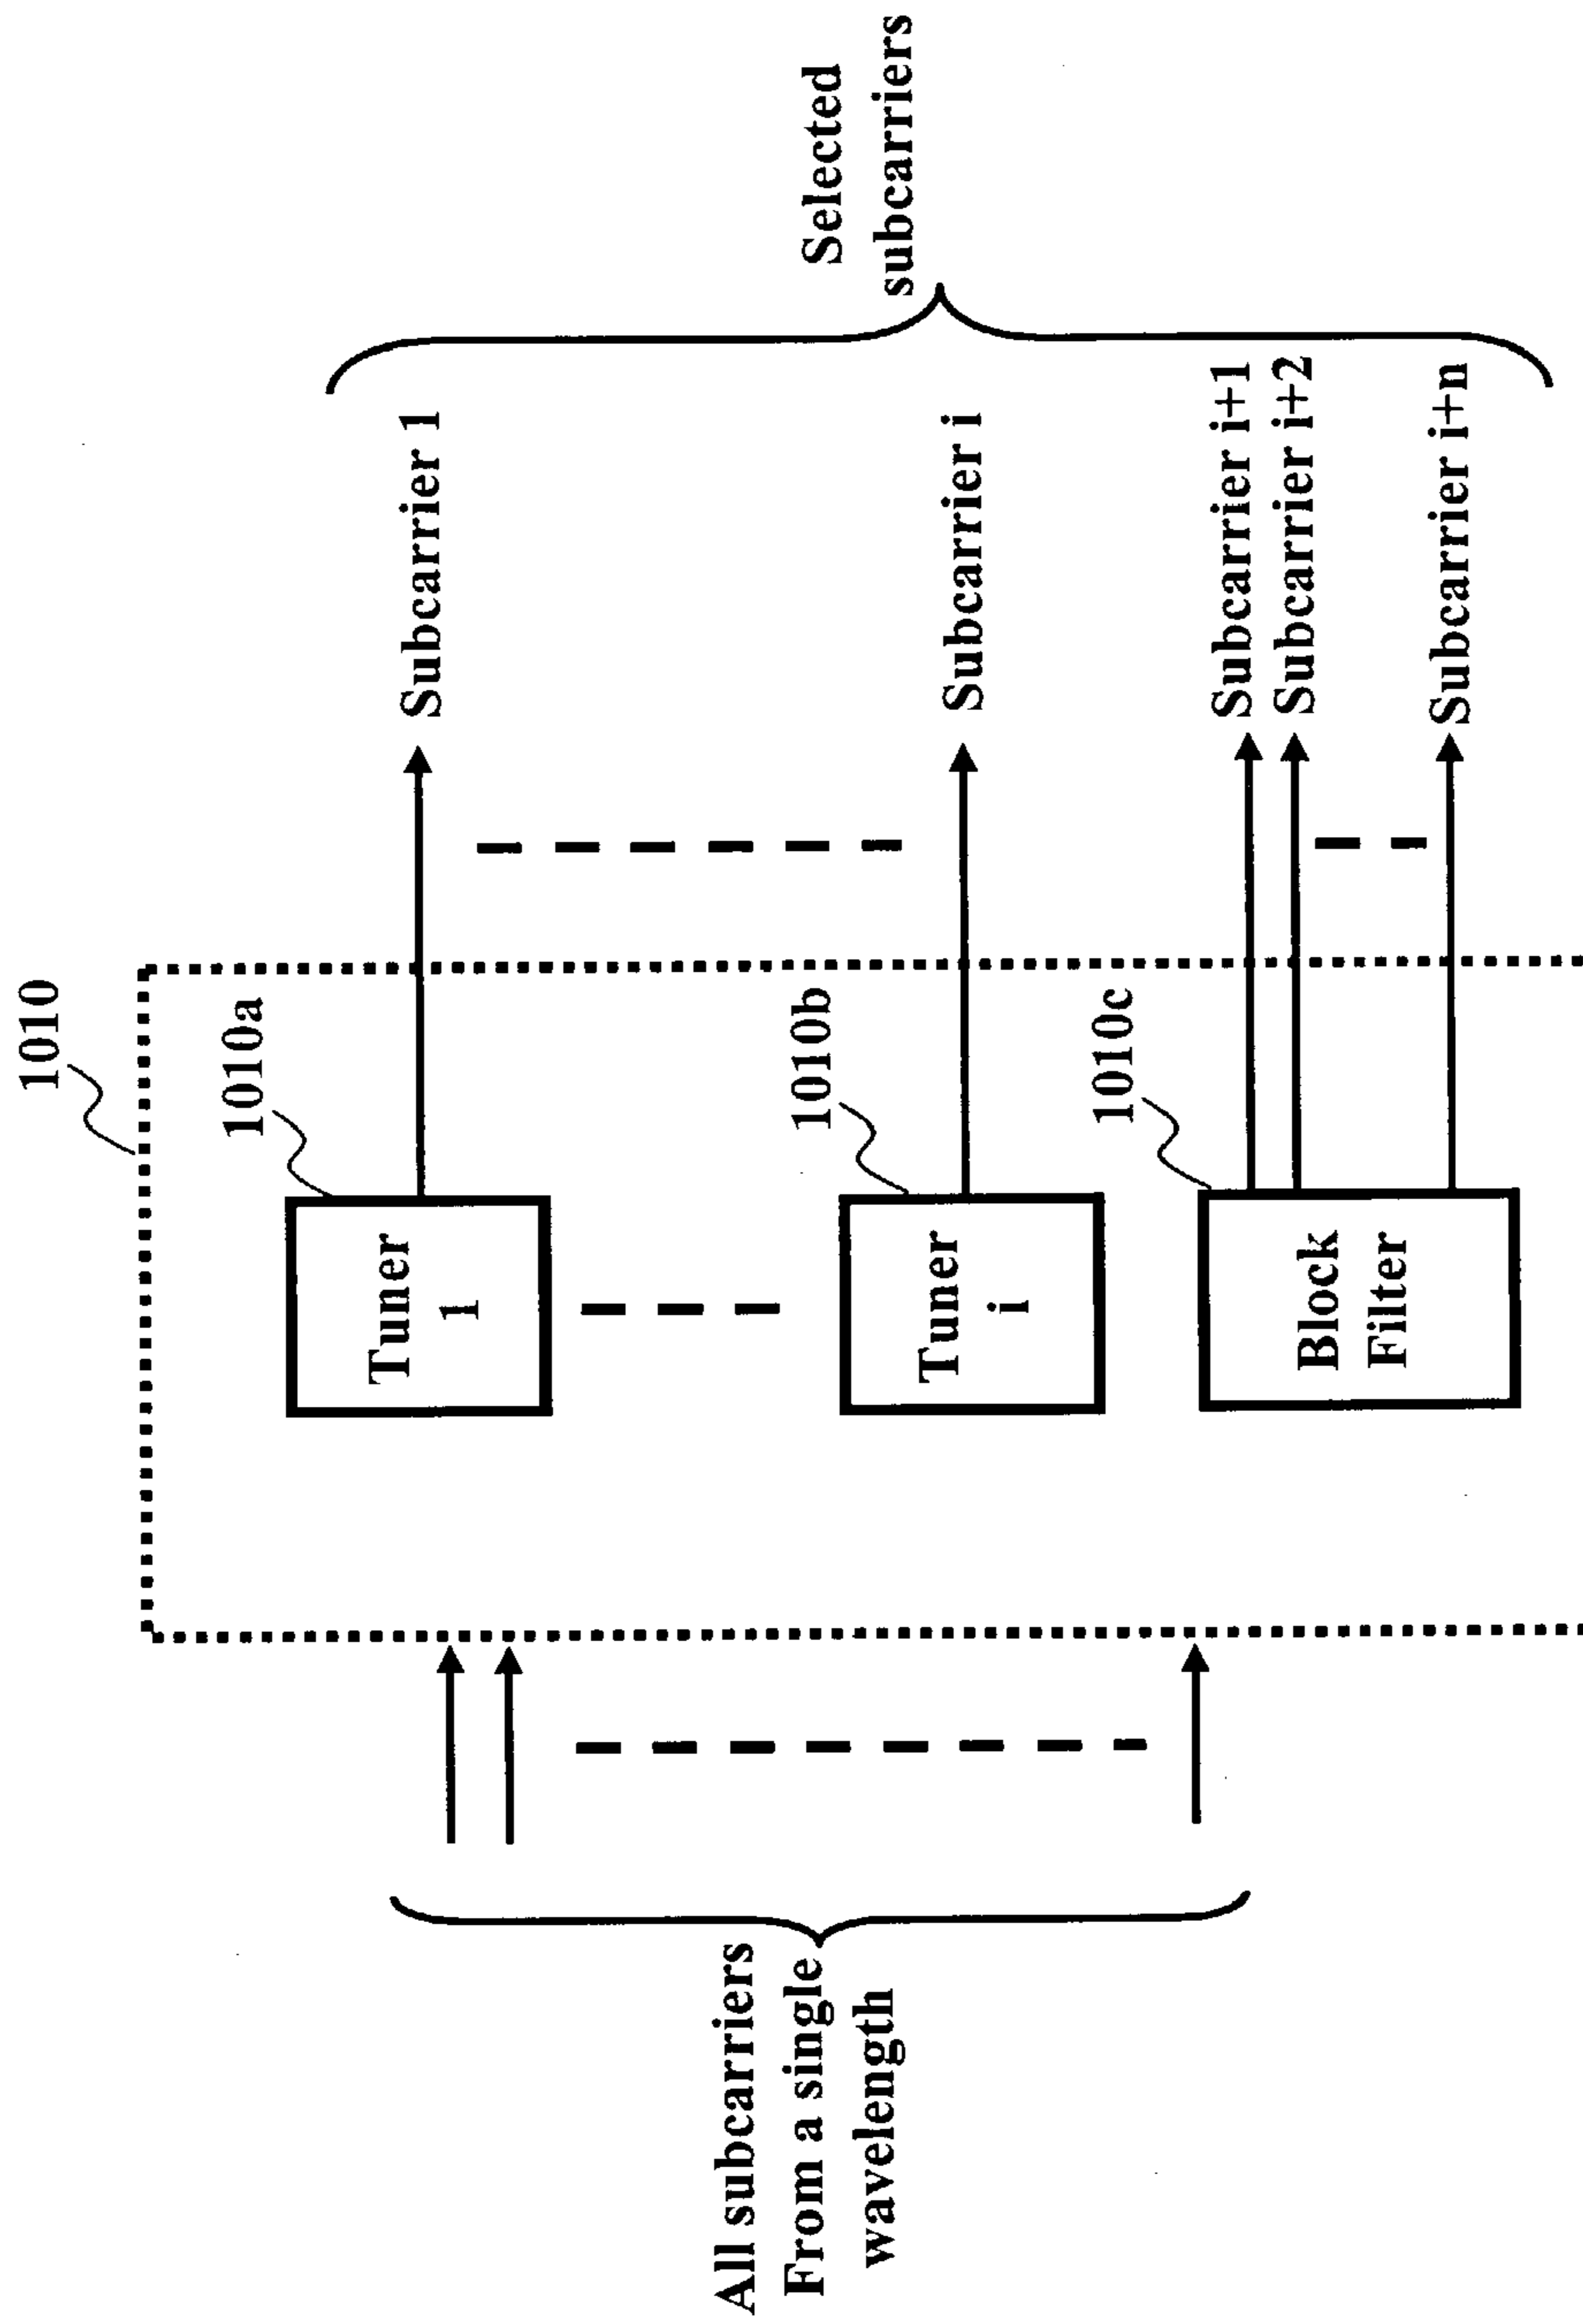 1010
1010a
Tuner
1
1010b
Tuner
i
1010c
Block
Filter
All subcarriers
From a single
wavelength
Subcarrier 1
Subcarrier i
Subcarrier i+1
Subcarrier i+2
Subcarrier i+n
Selected
subcarriers